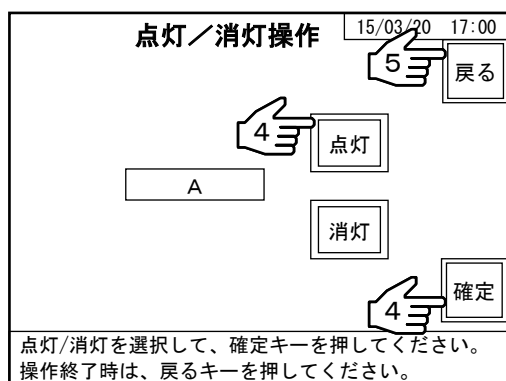 点灯／消灯操作
15/03/20 17:00
5
戻る
4
点灯
A
消灯
4
確定
点灯/消灯を選択して、確定キーを押してください。
操作終了時は、戻るキーを押してください。